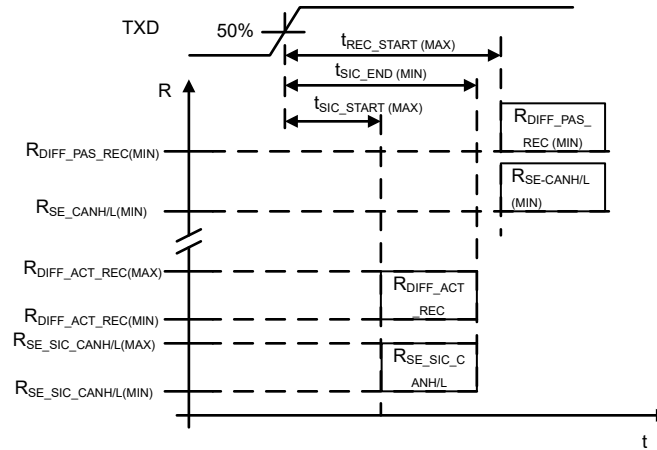 TXD
50%
tREC_START (MAX)
tSIC_END (MIN)
tSIC_START (MAX)
R
RDIFF_PAS_
REC (MIN)
RDIFF_PAS_REC(MIN)
RSE-CANH/L
(MIN)
RSE_CANH/L(MIN)
RDIFF_ACT_REC(MAX)
RDIFF_ACT
_REC
RDIFF_ACT_REC(MIN)
RSE_SIC_CANH/L(MAX)
RSE_SIC_C
ANH/L
RSE_SIC_CANH/L(MIN)
t